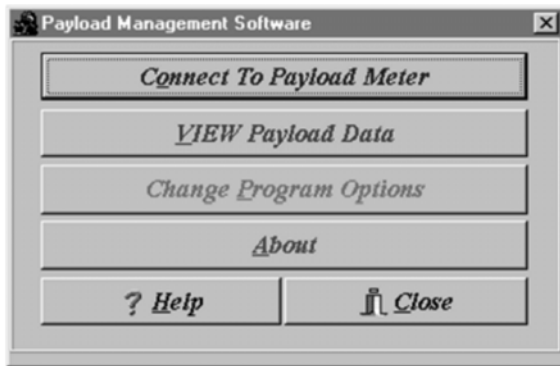 Payload Management Software
Connect To Payload Meter
VIEW Payload Data
Change Program Options
About
? Help
Close